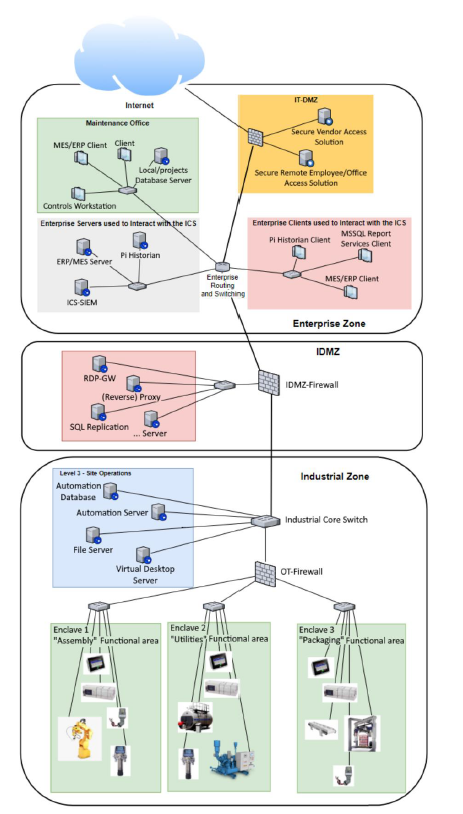 Internet
IT-DMZ
Secure Vendor Access
Solution
Secure Remote Employee/Office
Access Solution
Maintenance Office
MES/ERP Client
Client
Local/projects
Database Server
Controls Workstation
Enterprise Servers used to Interact with the ICS
Pi Historian
ERP/MES Server
ICS-SIEM
Enterprise
Routing
and Switching
Enterprise Clients used to Interact with the ICS
Pi Historian Client
MSSQL Report
Services Client
MES/ERP Client
Enterprise Zone
IDMZ
RDP-GW
(Reverse) Proxy
SQL Replication
... Server
IDMZ-Firewall
Industrial Zone
Level 3 - Site Operations
Automation
Database
Automation Server
File Server
Virtual Desktop
Server
Industrial Core Switch
OT-Firewall
Enclave 1
"Assembly" Functional area
Enclave 2
"Utilities" Functional area
Enclave 3
"Packaging" Functional area